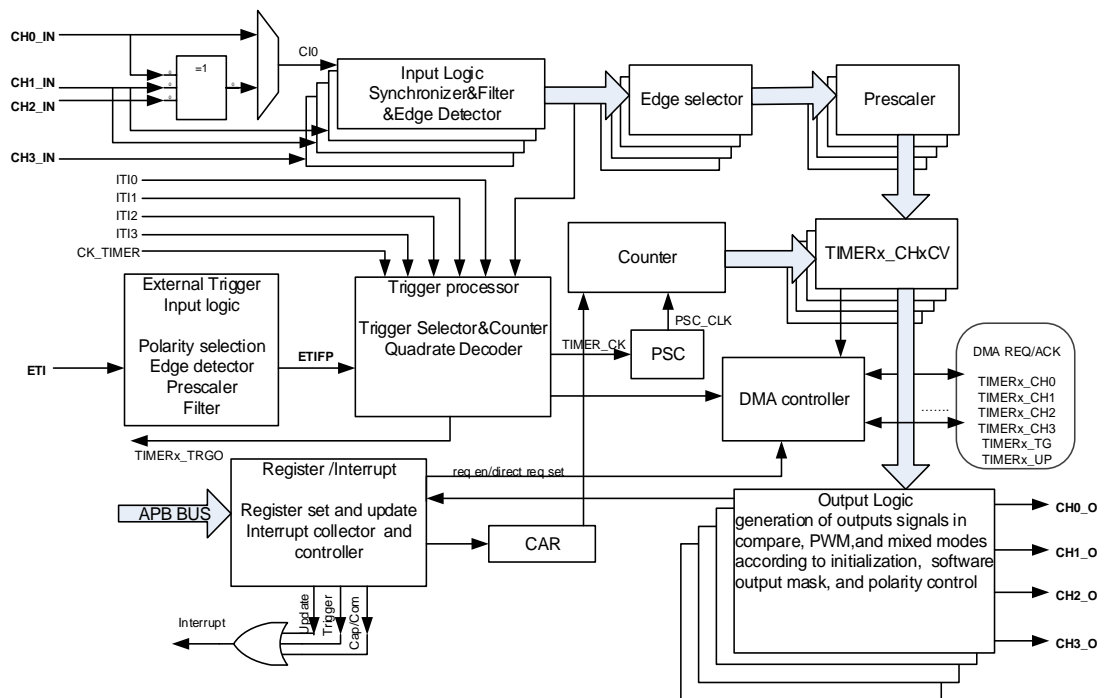 CH0_IN
CH1_IN
CH2_IN
CH3_IN
=1
CI0
Input Logic
Synchronizer&Filter
&Edge Detector
Edge selector
Prescaler
ITI0
ITI1
ITI2
ITI3
CK_TIMER
Counter
TIMERx_CHxCV
External Trigger
Input logic
Polarity selection
Edge detector
Prescaler
Filter
ETI
ETIFP
Trigger processor
Trigger Selector&Counter
Quadrate Decoder
TIMER_CK
PSC_CLK
PSC
DMA controller
DMA REQ/ACK
TIMERx_CH0
TIMERx_CH1
TIMERx_CH2
TIMERx_CH3
TIMERx_TG
TIMERx_UP
.......
TIMERx_TRGO
APB BUS
Register /Interrupt
Register set and update
Interrupt collector and
controller
req en/direct req set
CAR
Output Logic
generation of outputs signals in
compare, PWM,and mixed modes
according to initialization, software
output mask, and polarity control
CH0_O
CH1_O
CH2_O
CH3_O
Update
Trigger
Cap/Com
Interrupt